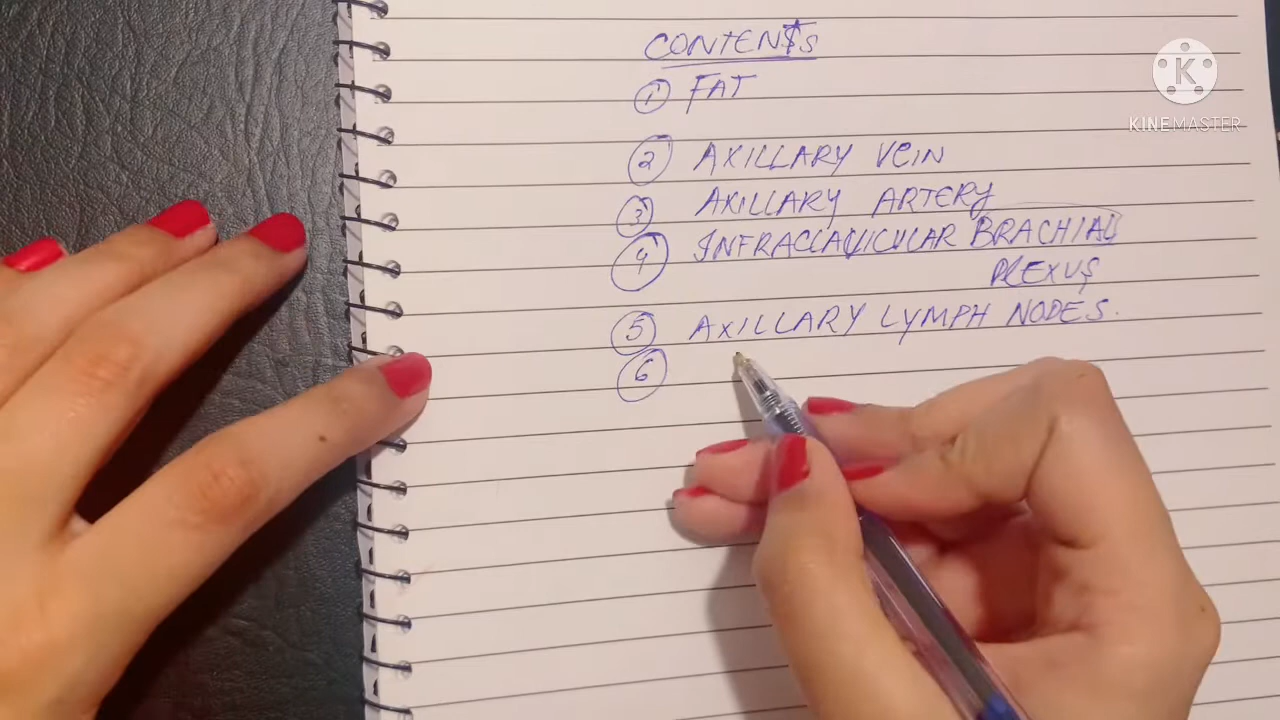 CONTENTS
① FAT
② AXILLARY VEIN
③ AXILLARY ARTERY
④ INFRACLAVICULAR BRACHIAL
PLEXUS
⑤ AXILLARY LYMPH NODES.
⑥
K
KINEMASTER